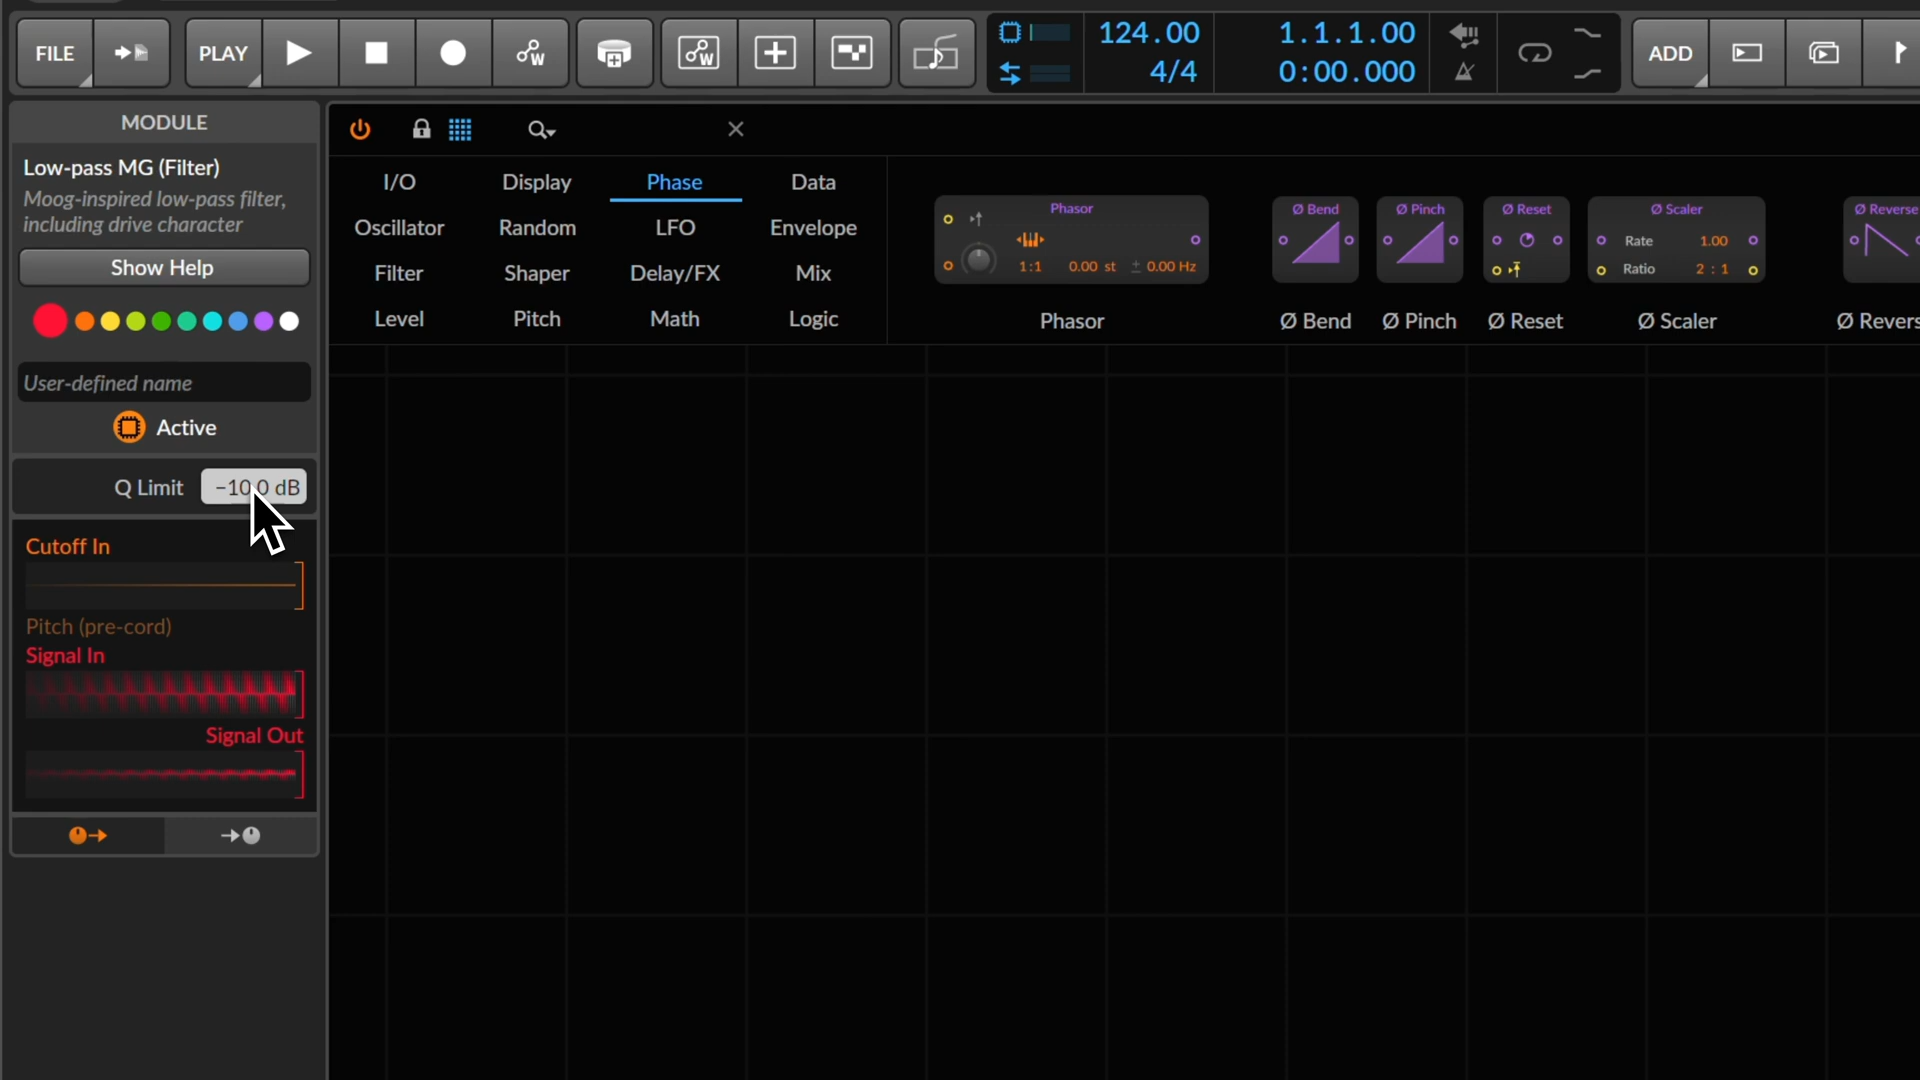 FILE
PLAY
W
W
124.00
4/4
1.1.1.00
0:00.000
ADD
MODULE
Low-pass MG (Filter)
Moog-inspired low-pass filter,
including drive character
Show Help
User-defined name
Active
Q Limit
−10.0 dB
Cutoff In
Pitch (pre-cord)
Signal In
Signal Out
I/O
Display
Phase
Data
Oscillator
Random
LFO
Envelope
Filter
Shaper
Delay/FX
Mix
Level
Pitch
Math
Logic
Phasor
1:1
0.00 st
± 0.00 Hz
Phasor
Ø Bend
Ø Bend
Ø Pinch
Ø Pinch
Ø Reset
Ø Reset
Ø Scaler
Rate 1.00
Ratio 2 : 1
Ø Scaler
Ø Reverse
Ø Revers